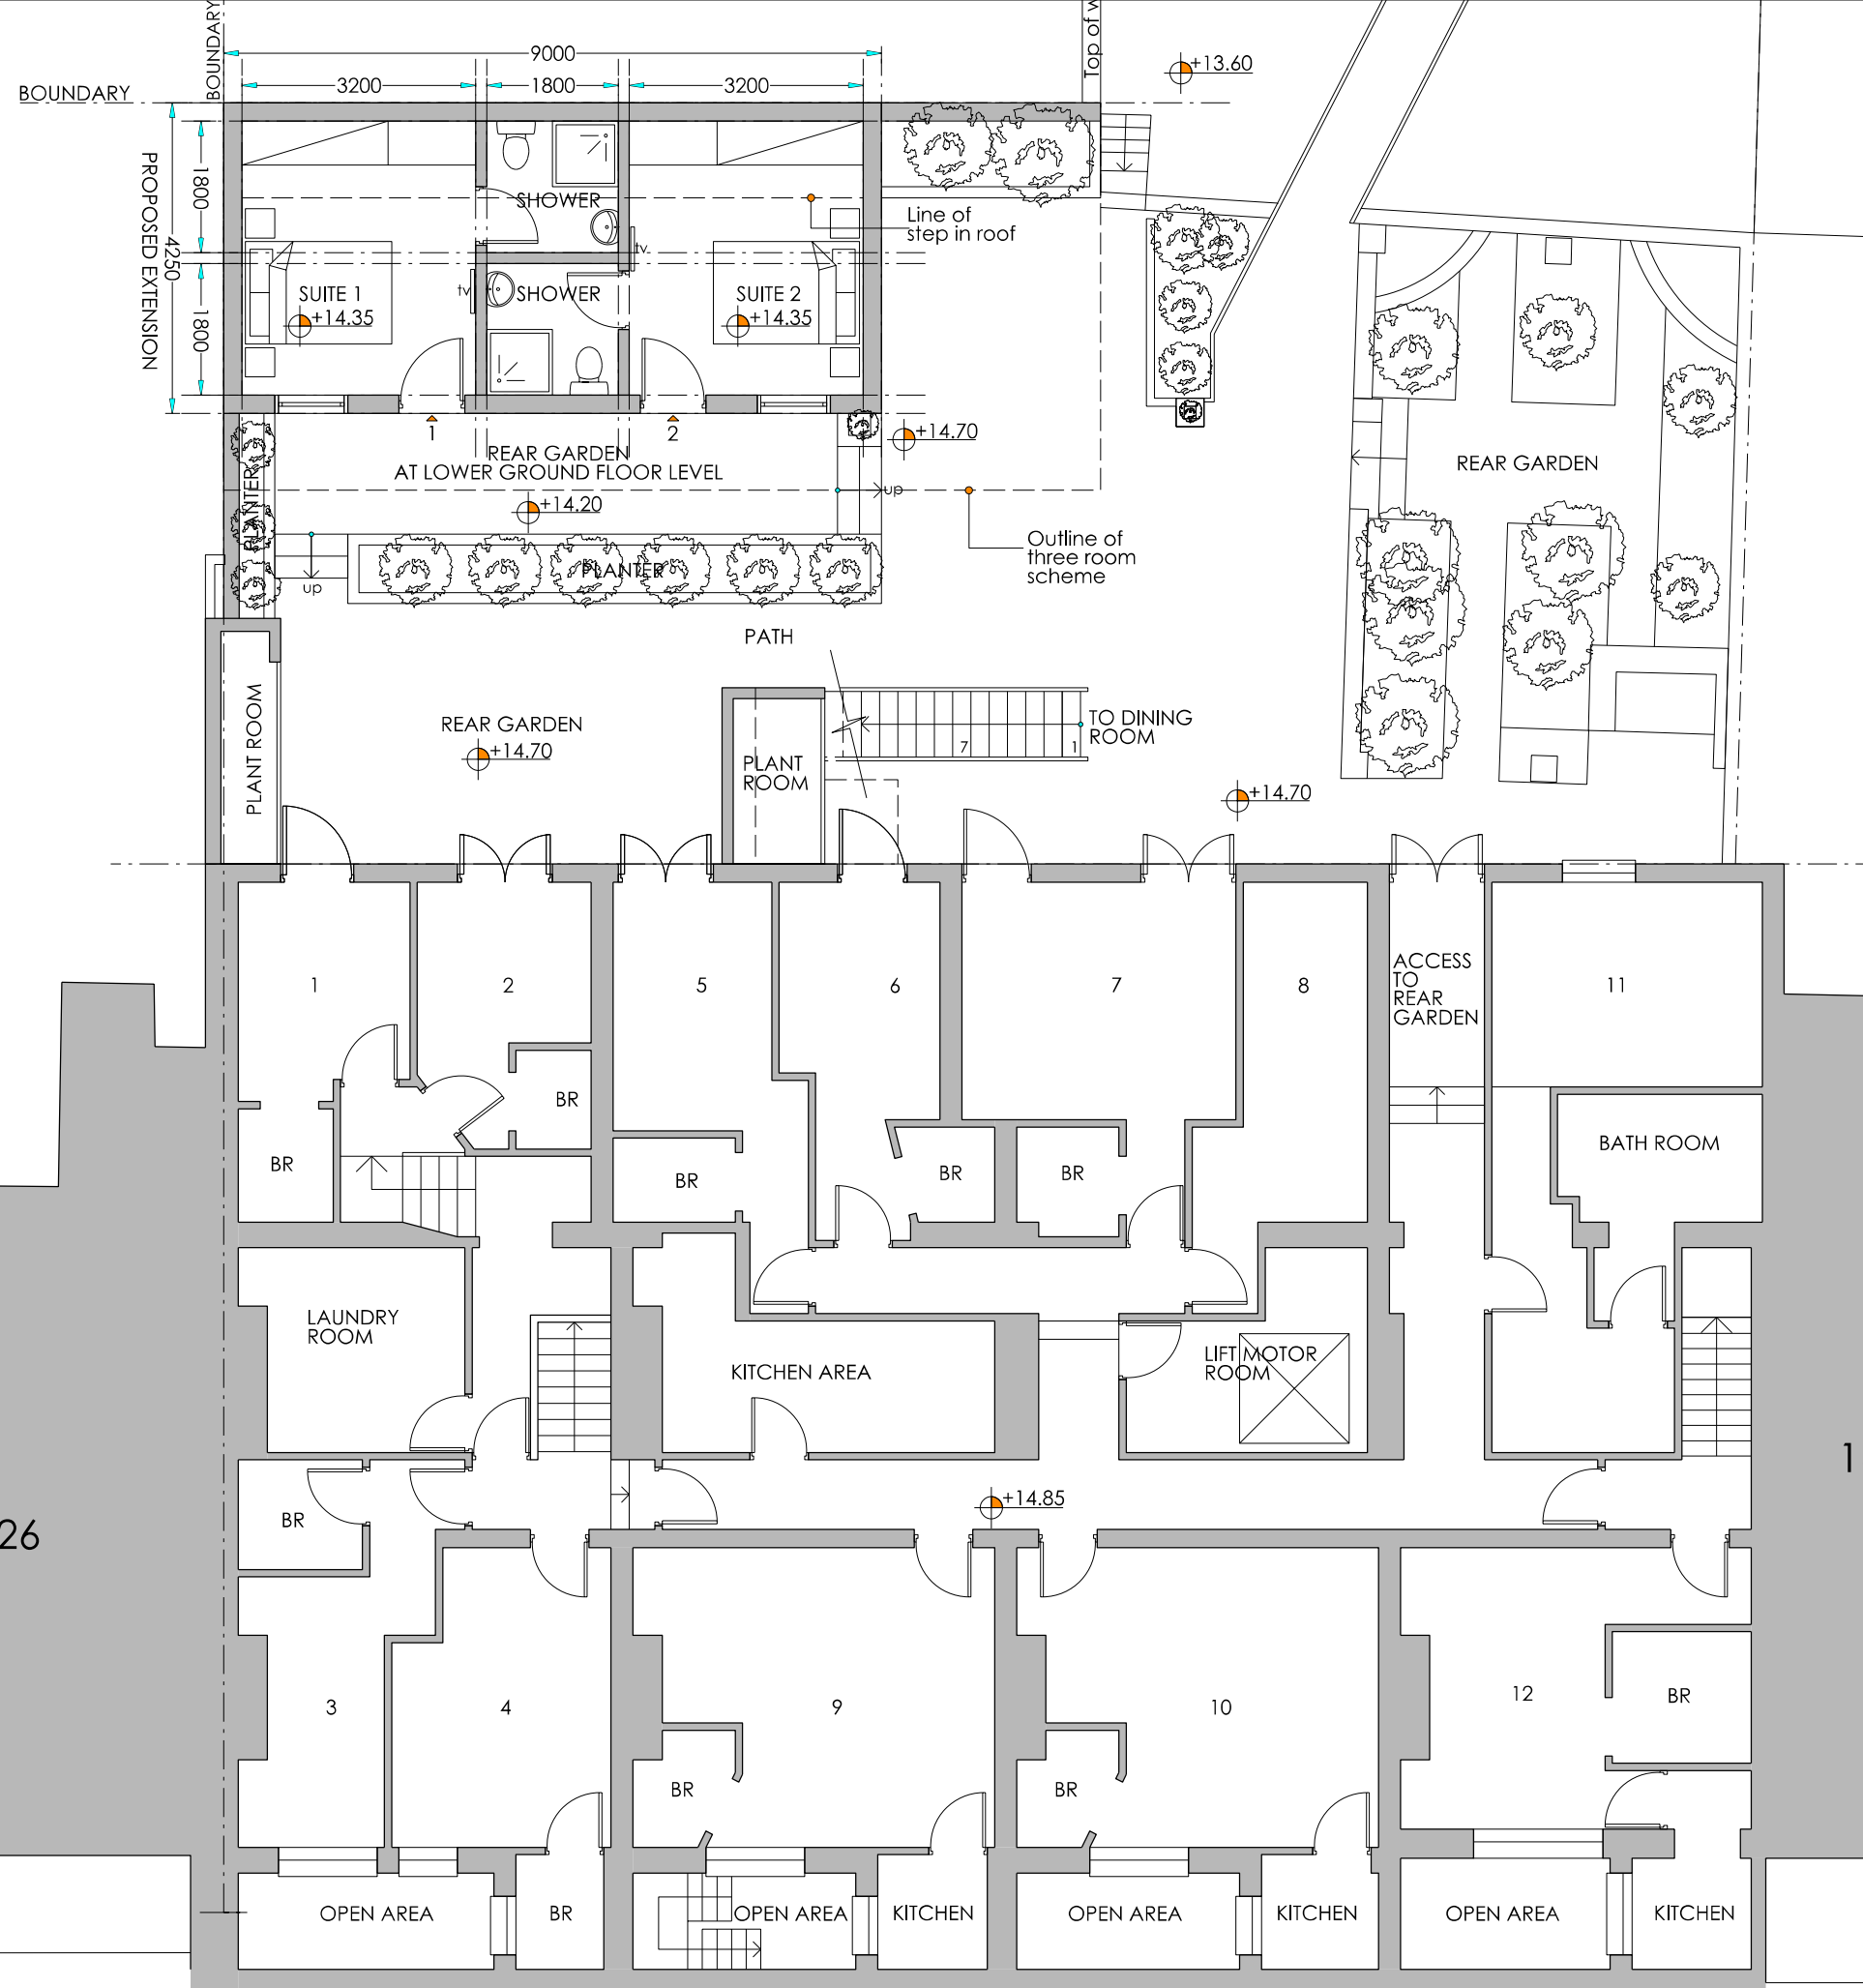 BOUNDARY
BOUNDARY
9000
3200
1800
3200
Top of w
+13.60
PROPOSED EXTENSION
4250
1800
1800
SHOWER
SHOWER
tv
tv
SUITE 1
+14.35
SUITE 2
+14.35
Line of
step in roof
1
2
+14.70
REAR GARDEN
AT LOWER GROUND FLOOR LEVEL
+14.20
up
up
PLANTER
PLANTER
Outline of
three room
scheme
REAR GARDEN
PATH
PLANT ROOM
REAR GARDEN
+14.70
PLANT
ROOM
7
1
TO DINING
ROOM
+14.70
1
2
5
6
7
8
ACCESS
TO
REAR
GARDEN
11
BR
BR
BR
BR
BR
BATH ROOM
LAUNDRY
ROOM
KITCHEN AREA
LIFT MOTOR
ROOM
BR
+14.85
26
1
3
4
9
10
12
BR
BR
BR
OPEN AREA
BR
OPEN AREA
KITCHEN
OPEN AREA
KITCHEN
OPEN AREA
KITCHEN